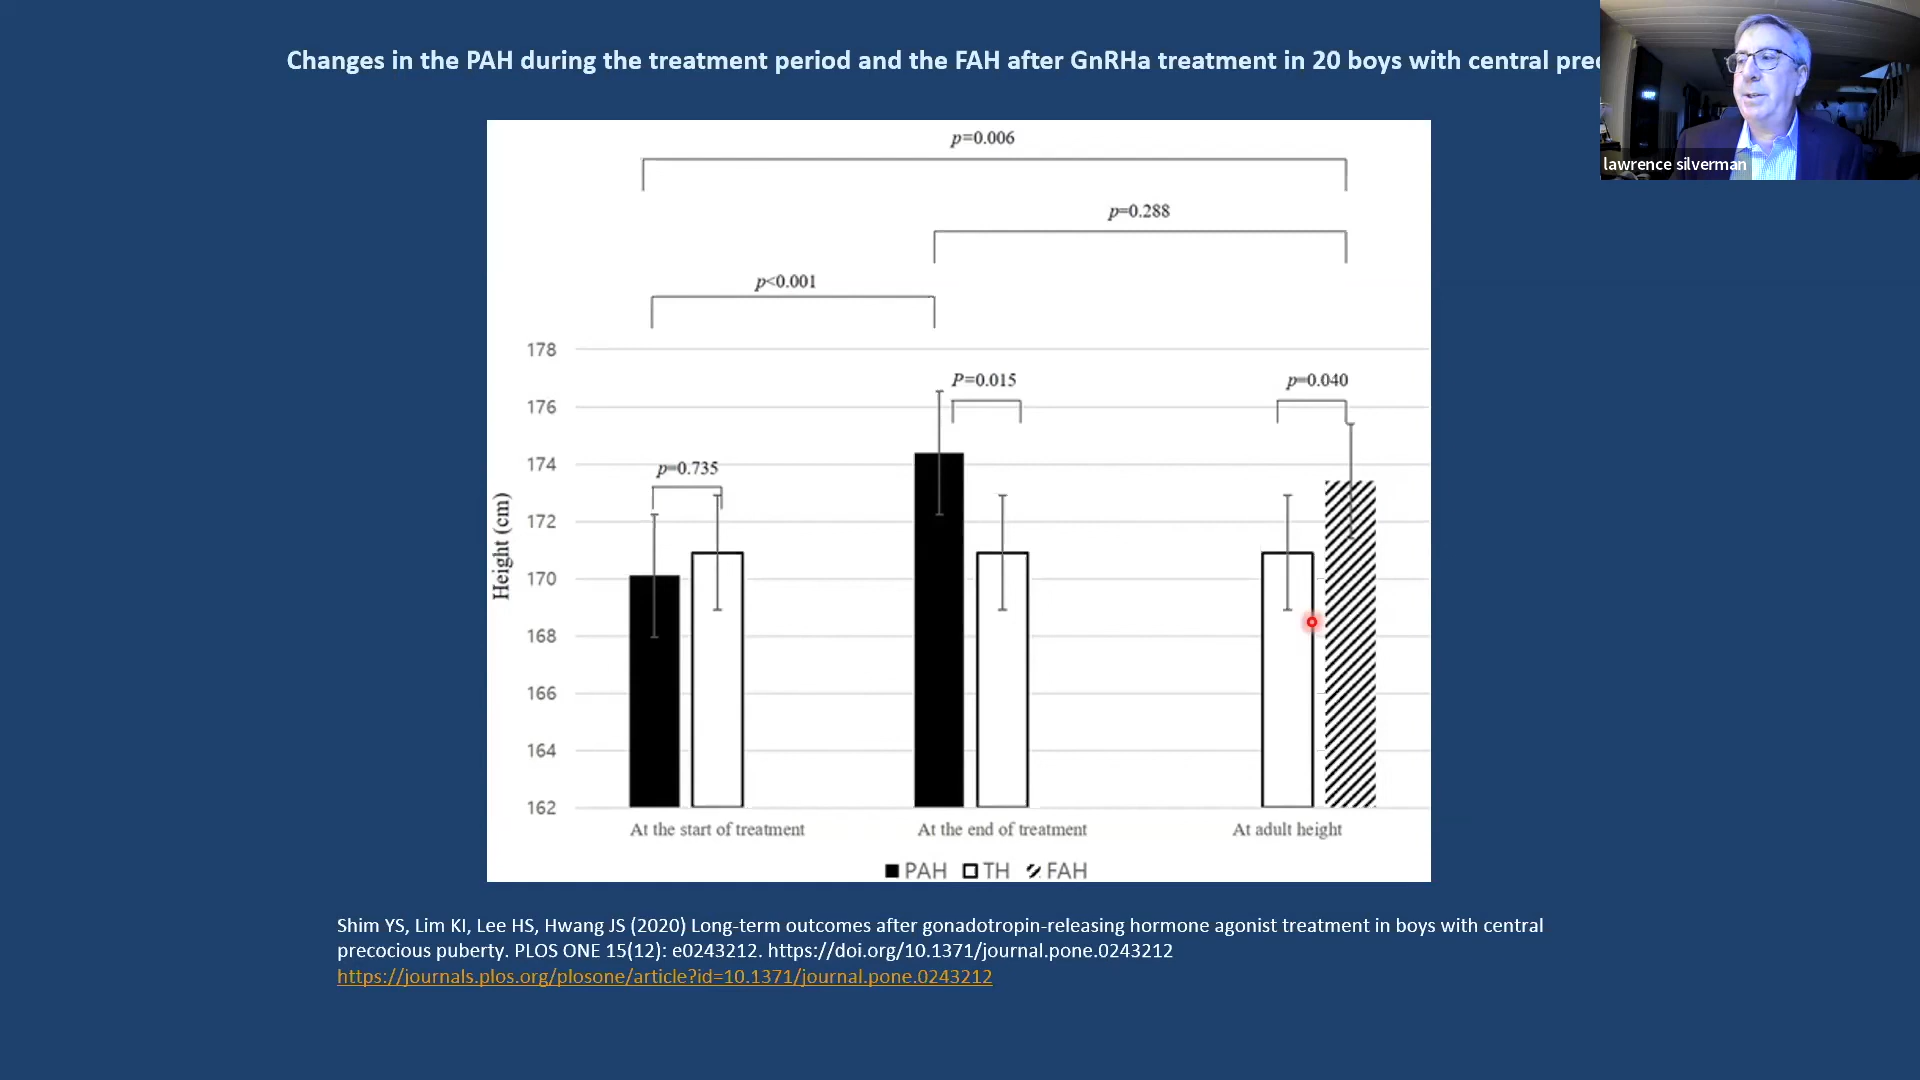 Changes in the PAH during the treatment period and the FAH after GnRHa treatment in 20 boys with central
lawrence silverman
p=0.006
p=0.288
p<0.001
178
P=0.015
p=0.040
176
p=0.735
174
172
Height (cm)
170
168
166
164
162
At the start of treatment
At the end of treatment
At adult height
PAH TH FAH
Shim YS, Lim KI, Lee HS, Hwang JS (2020) Long-term outcomes after gonadotropin-releasing hormone agonist treatment in boys with central
precocious puberty. PLOS ONE 15(12): e0243212. https://doi.org/10.1371/journal.pone.0243212
https://journals.plos.org/plosone/article?id=10.1371/journal.pone.0243212